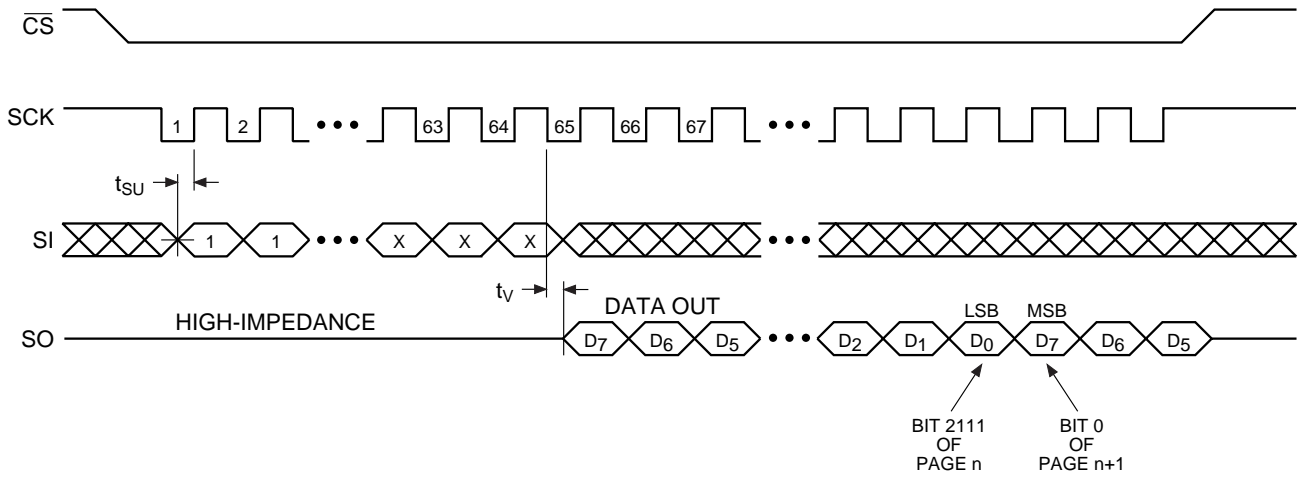 CS
SCK 1 2 ••• 63 64 65 66 67 •••
tSU
SI 1 1 ••• X X X •••
tV
DATA OUT
HIGH-IMPEDANCE
LSB MSB
SO D7 D6 D5 ••• D2 D1 D0 D7 D6 D5
BIT 2111
OF
PAGE n
BIT 0
OF
PAGE n+1